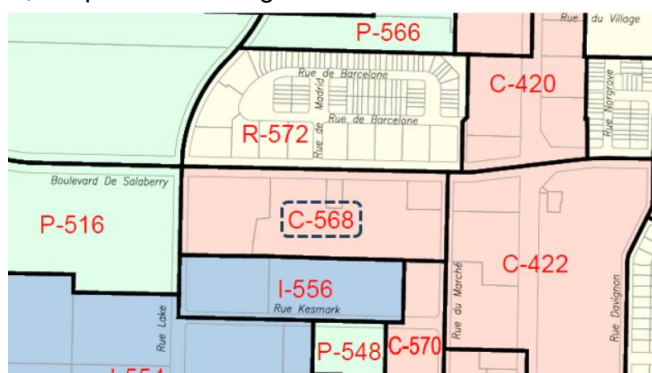 Rue du Village
P-566
Rue de Barcelone
C-420
Rue de Madrid
Rue Norgrove
Rue de Barcelone
R-572
Boulevard De Salaberry
P-516
C-568
C-422
I-556
Rue Kesmark
Rue Lake
Rue du Marché
Rue Davignon
P-548
C-570